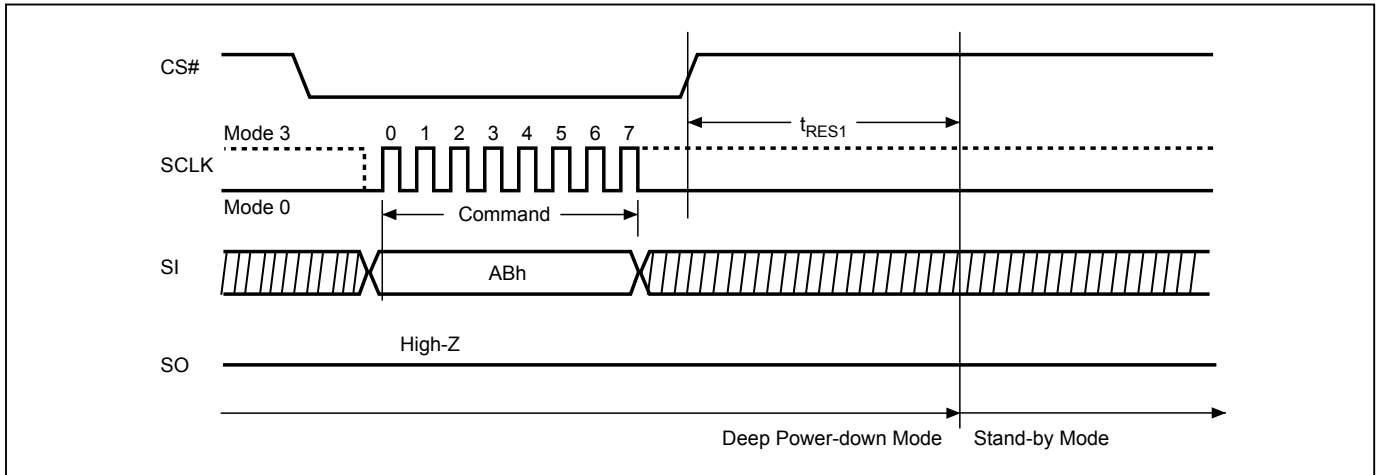 CS#
t_RES1
Mode 3
0 1 2 3 4 5 6 7
SCLK
Mode 0
Command
SI
ABh
High-Z
SO
Deep Power-down Mode
Stand-by Mode